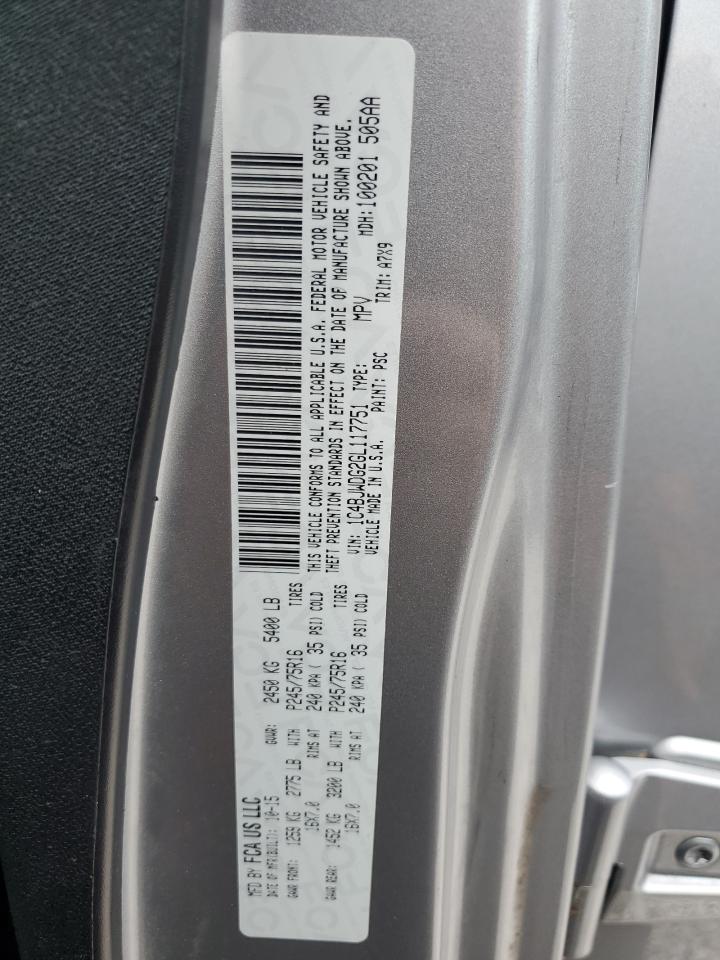 MFD BY FCA US LLC
DATE OF MFR(BUILT): 10-15 GVWR: 2450 KG 5400 LB
GAWR FRONT: 1259 KG 2775 LB WITH P245/75R16 TIRES
16X7.0 RIMS AT 240 KPA ( 35 PSI) COLD
GAWR REAR: 1452 KG 3200 LB WITH P245/75R16 TIRES
16X7.0 RIMS AT 240 KPA ( 35 PSI) COLD
THIS VEHICLE CONFORMS TO ALL APPLICABLE U.S.A. FEDERAL MOTOR VEHICLE SAFETY AND
THEFT PREVENTION STANDARDS IN EFFECT ON THE DATE OF MANUFACTURE SHOWN ABOVE.
VIN: 1C4BJWDG2GL117751 TYPE: MPV MDH:100201 505AA
VEHICLE MADE IN U.S.A. PAINT: PSC TRIM: A7X9